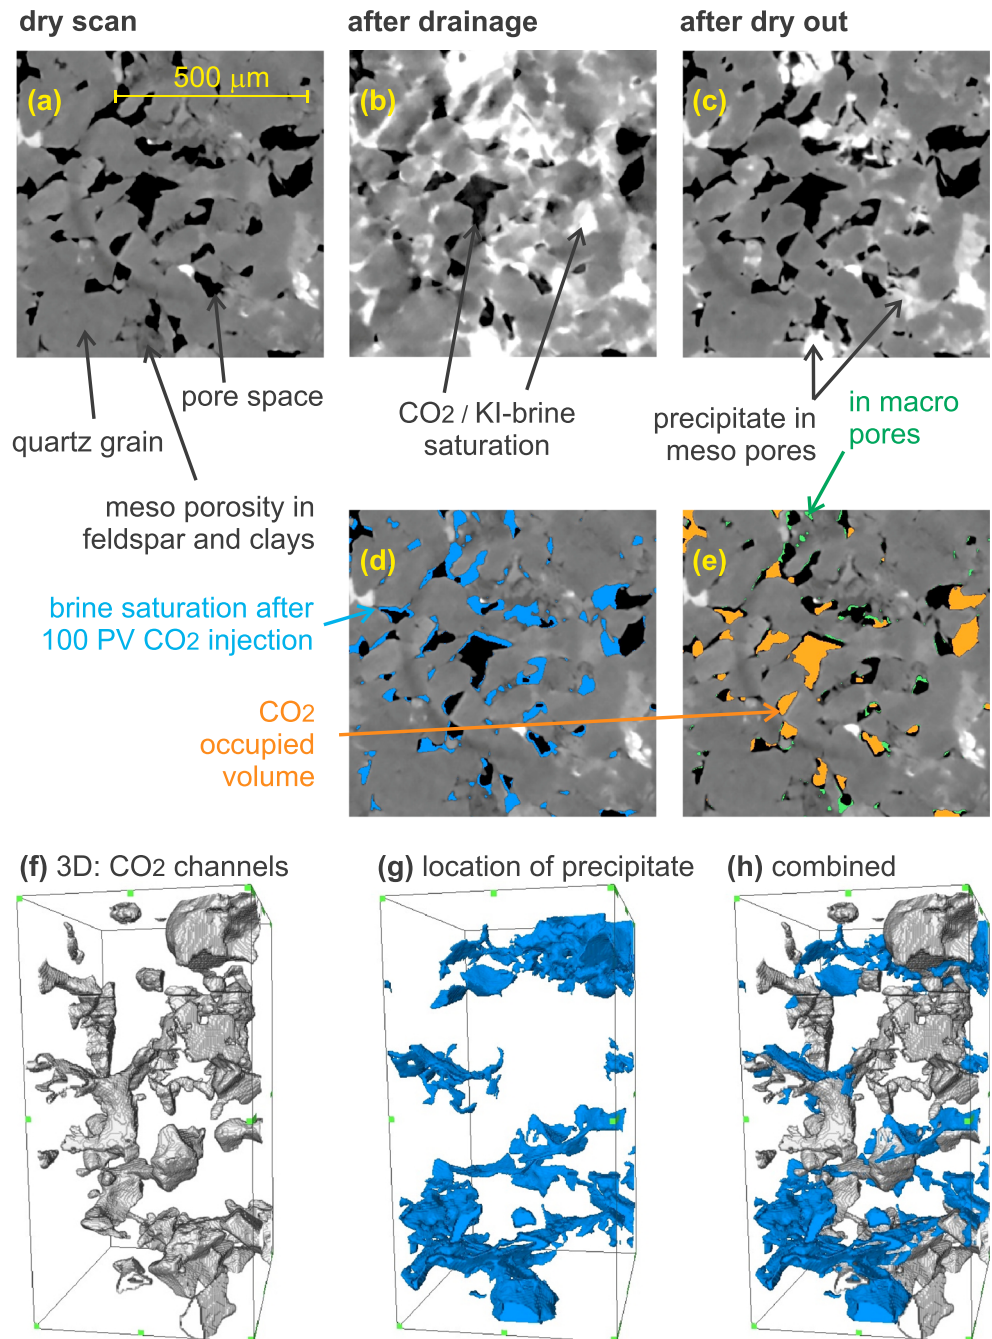 dry scan
after drainage
after dry out
(a)
500 μm
(b)
(c)
pore space
quartz grain
meso porosity in
feldspar and clays
CO2 / KI-brine
saturation
precipitate in
meso pores
in macro
pores
(d)
(e)
brine saturation after
100 PV CO2 injection
CO2
occupied
volume
(f) 3D: CO2 channels
(g) location of precipitate
(h) combined